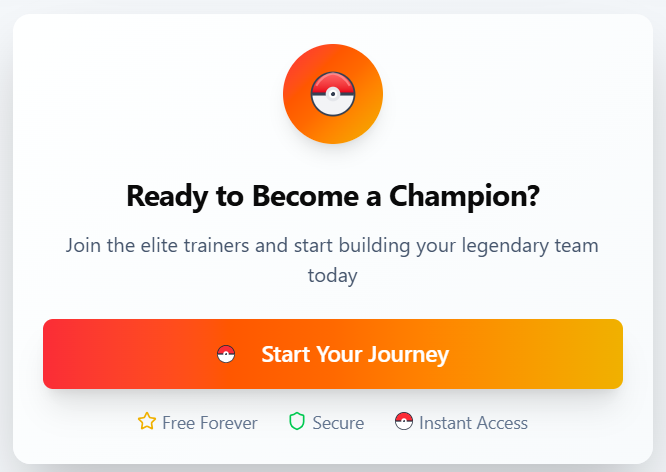 Ready to Become a Champion?
Join the elite trainers and start building your legendary team
today
Start Your Journey
Free Forever
Secure
Instant Access